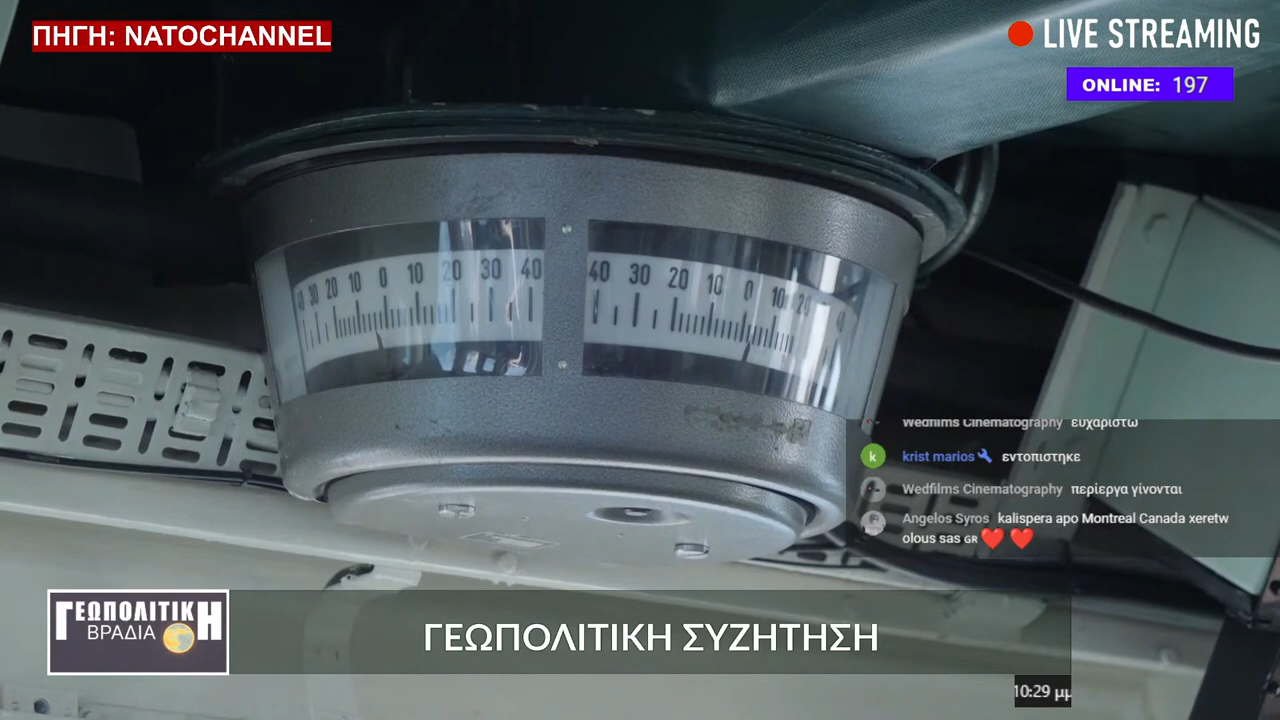 ΠΗΓΗ: NATOCHANNEL
LIVE STREAMING
ONLINE: 197
30 20 10 0 10 20 30 40
40 30 20 10 0 10 20
Wedfilms Cinematography ευχαριστώ
k krist marios εντοπιστηκε
Wedfilms Cinematography περίεργα γίνονται
Angelos Syros kalispera apo Montreal Canada xeretw
olous sas GR
ΓΕΩΠΟΛΙΤΙΚΗ
ΒΡΑΔΙΑ
ΓΕΩΠΟΛΙΤΙΚΗ ΣΥΖΗΤΗΣΗ
10:29 μμ